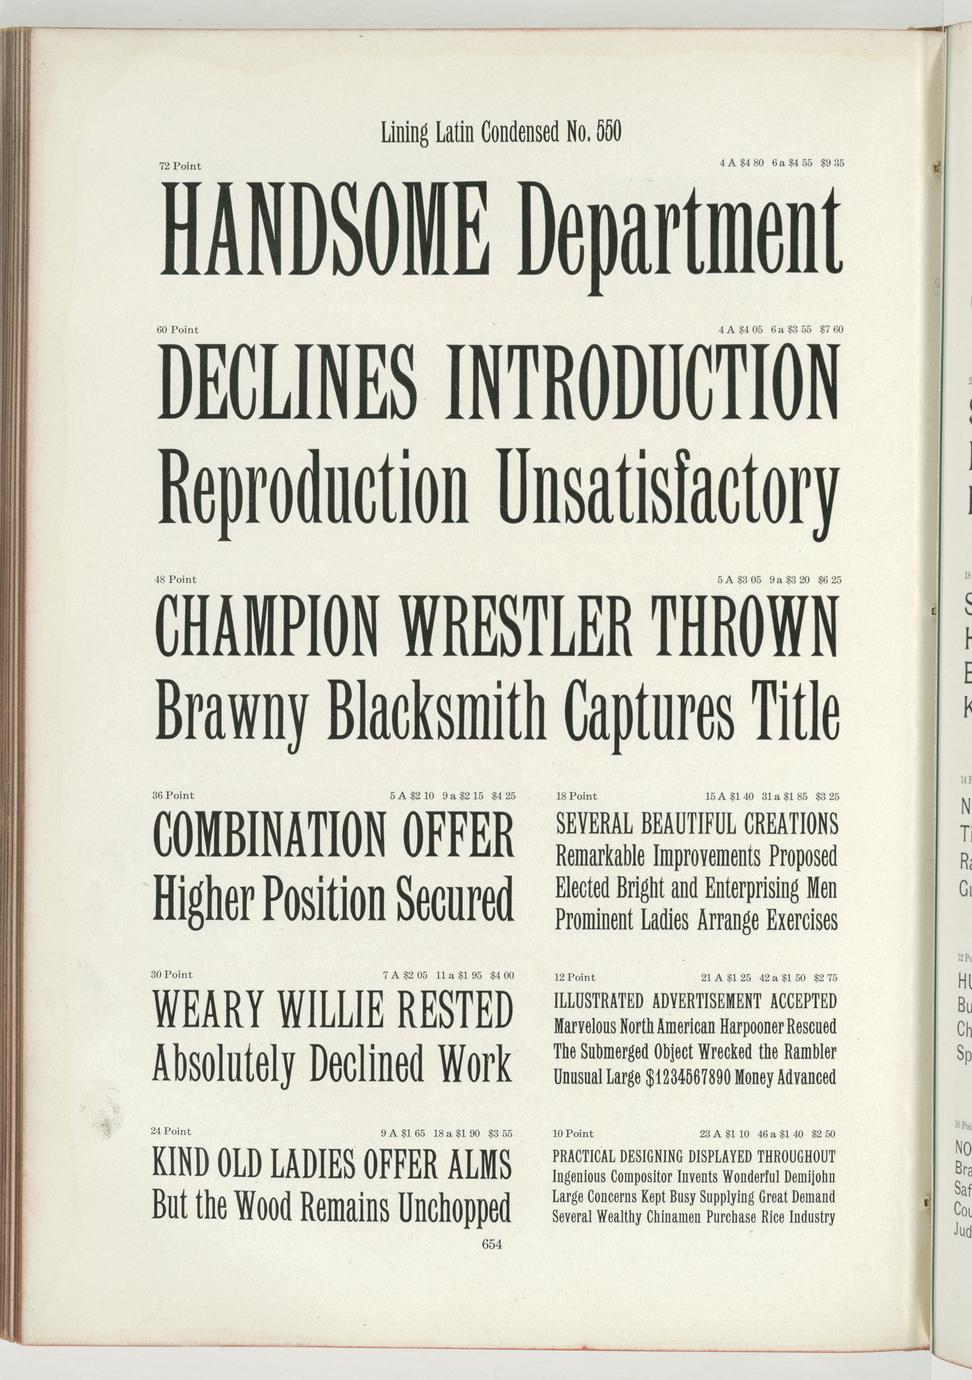 Lining Latin Condensed No. 550
72 Point 4 A $4 80 6 a $4 55 $9 35
HANDSOME Department
60 Point 4 A $4 05 6 a $3 55 $7 60
DECLINES INTRODUCTION
Reproduction Unsatisfactory
48 Point 5 A $3 05 9 a $3 20 $6 25
CHAMPION WRESTLER THROWN
Brawny Blacksmith Captures Title
36 Point 5 A $2 10 9 a $2 15 $4 25
COMBINATION OFFER
Higher Position Secured
30 Point 7 A $2 05 11 a $1 95 $4 00
WEARY WILLIE RESTED
Absolutely Declined Work
24 Point 9 A $1 65 18 a $1 90 $3 55
KIND OLD LADIES OFFER ALMS
But the Wood Remains Unchopped
18 Point 15 A $1 40 31 a $1 85 $3 25
SEVERAL BEAUTIFUL CREATIONS
Remarkable Improvements Proposed
Elected Bright and Enterprising Men
Prominent Ladies Arrange Exercises
12 Point 21 A $1 25 42 a $1 50 $2 75
ILLUSTRATED ADVERTISEMENT ACCEPTED
Marvelous North American Harpooner Rescued
The Submerged Object Wrecked the Rambler
Unusual Large $1234567890 Money Advanced
10 Point 23 A $1 10 46 a $1 40 $2 50
PRACTICAL DESIGNING DISPLAYED THROUGHOUT
Ingenious Compositor Invents Wonderful Demijohn
Large Concerns Kept Busy Supplying Great Demand
Several Wealthy Chinamen Purchase Rice Industry
654